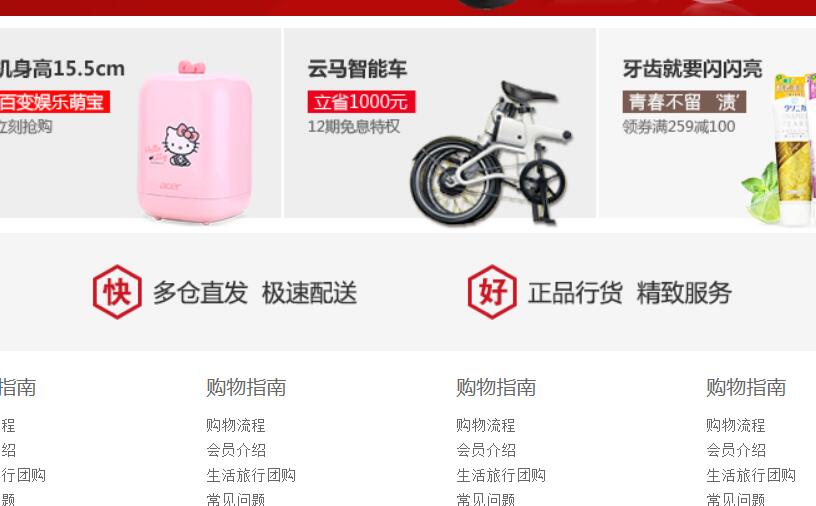 机身高15.5cm
百变娱乐萌宝
立刻抢购
acer
云马智能车
立省1000元
12期免息特权
牙齿就要闪闪亮
青春不留‘渍’
领券满259减100
快 多仓直发 极速配送
好 正品行货 精致服务
指南
程
绍
行团购
题
购物指南
购物流程
会员介绍
生活旅行团购
常见问题
购物指南
购物流程
会员介绍
生活旅行团购
常见问题
购物指南
购物流程
会员介绍
生活旅行团购
常见问题